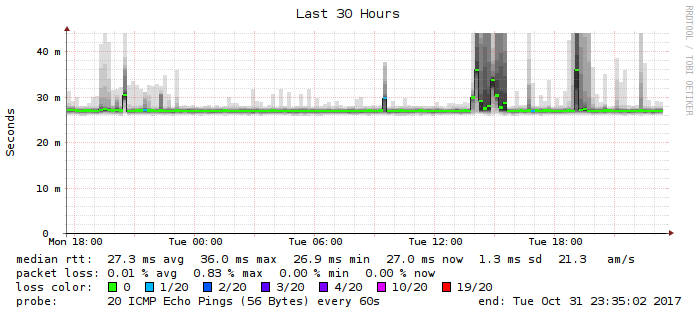 Last 30 Hours
RRDTOOL / TOBI OETIKER
Seconds
40 m
30 m
20 m
10 m
0
Mon 18:00 Tue 00:00 Tue 06:00 Tue 12:00 Tue 18:00
median rtt: 27.3 ms avg 36.0 ms max 26.9 ms min 27.0 ms now 1.3 ms sd 21.3 am/s
packet loss: 0.01 % avg 0.83 % max 0.00 % min 0.00 % now
loss color: 0 1/20 2/20 3/20 4/20 10/20 19/20
probe: 20 ICMP Echo Pings (56 Bytes) every 60s end: Tue Oct 31 23:35:02 2017